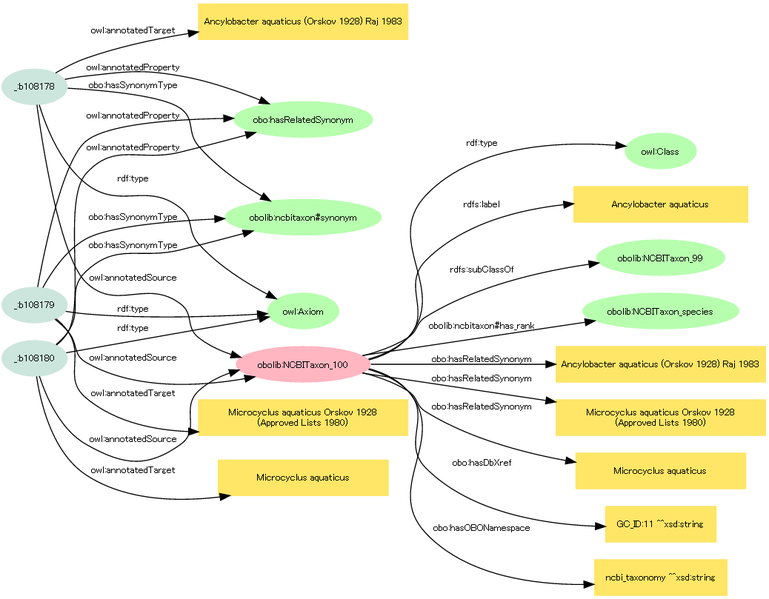 Ancylobacter aquaticus (Orskov 1928) Raj 1983
owl:annotatedTarget
_:b108178
owl:annotatedProperty
obo:hasSynonymType
owl:annotatedProperty
obo:hasRelatedSynonym
owl:annotatedProperty
rdf:type
obo:hasSynonymType
obolib:ncbitaxon#synonym
obo:hasSynonymType
owl:annotatedSource
_:b108179
rdf:type
owl:Axiom
rdf:type
_:b108180
owl:annotatedSource
obolib:NCBITaxon_100
owl:annotatedTarget
Microcyclus aquaticus Orskov 1928
(Approved Lists 1980)
owl:annotatedSource
owl:annotatedTarget
Microcyclus aquaticus
rdf:type
owl:Class
rdfs:label
Ancylobacter aquaticus
rdfs:subClassOf
obolib:NCBITaxon_99
obolib:ncbitaxon#has_rank
obolib:NCBITaxon_species
obo:hasRelatedSynonym
Ancylobacter aquaticus (Orskov 1928) Raj 1983
obo:hasRelatedSynonym
Microcyclus aquaticus Orskov 1928
(Approved Lists 1980)
obo:hasRelatedSynonym
Microcyclus aquaticus
obo:hasDbXref
GC_ID:11 ^^xsd:string
obo:hasOBONamespace
ncbi_taxonomy ^^xsd:string